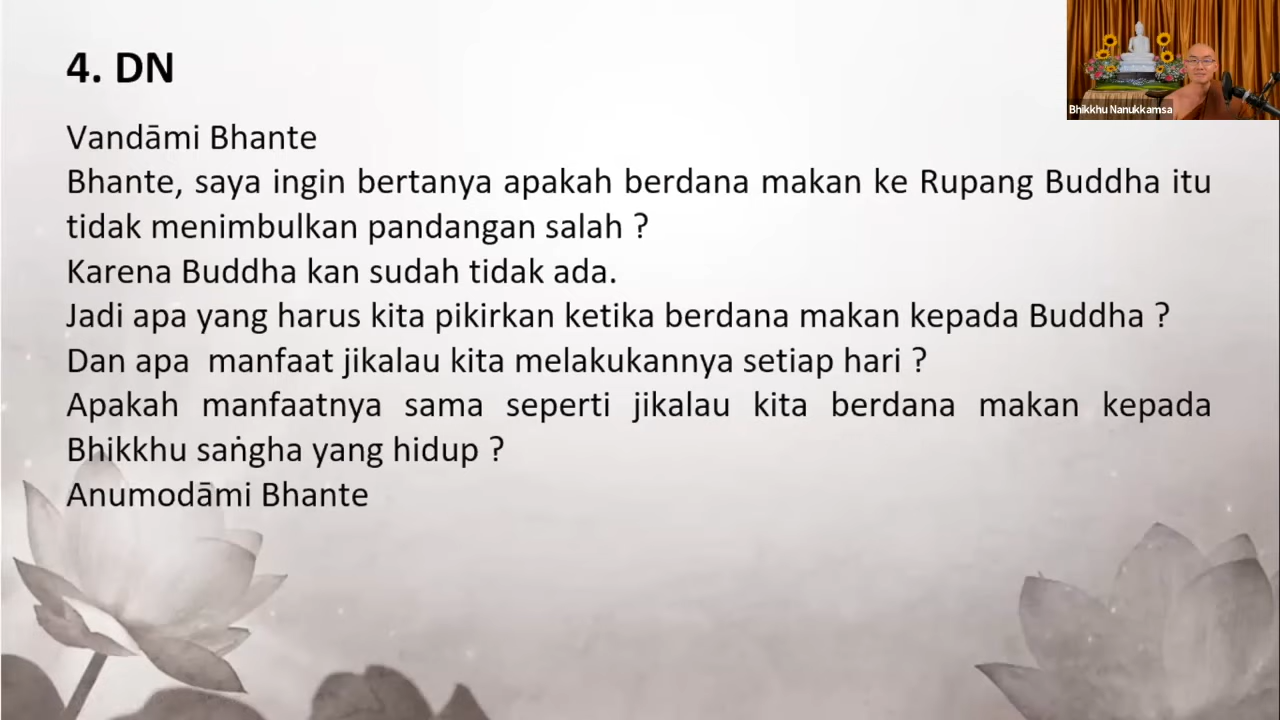 4. DN
Bhikkhu Nanukkamsa
Vandāmi Bhante
Bhante, saya ingin bertanya apakah berdana makan ke Rupang Buddha itu
tidak menimbulkan pandangan salah ?
Karena Buddha kan sudah tidak ada.
Jadi apa yang harus kita pikirkan ketika berdana makan kepada Buddha ?
Dan apa  manfaat jikalau kita melakukannya setiap hari ?
Apakah manfaatnya sama seperti jikalau kita berdana makan kepada
Bhikkhu saṅgha yang hidup ?
Anumodāmi Bhante